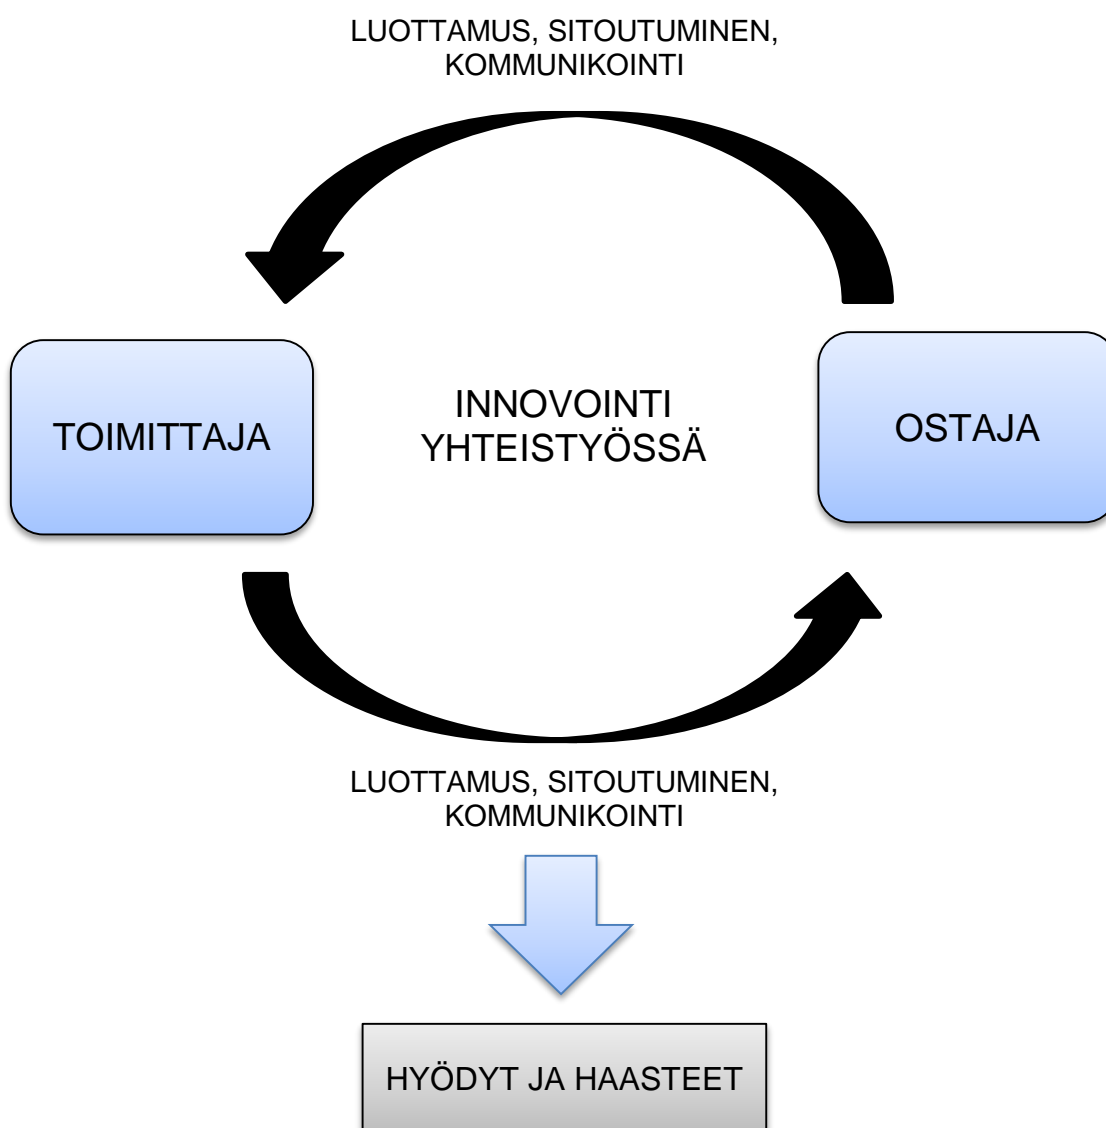 LUOTTAMUS, SITOUTUMINEN,
KOMMUNIKOINTI
TOIMITTAJA
INNOVOINTI
YHTEISTYÖSSÄ
OSTAJA
LUOTTAMUS, SITOUTUMINEN,
KOMMUNIKOINTI
HYÖDYT JA HAASTEET